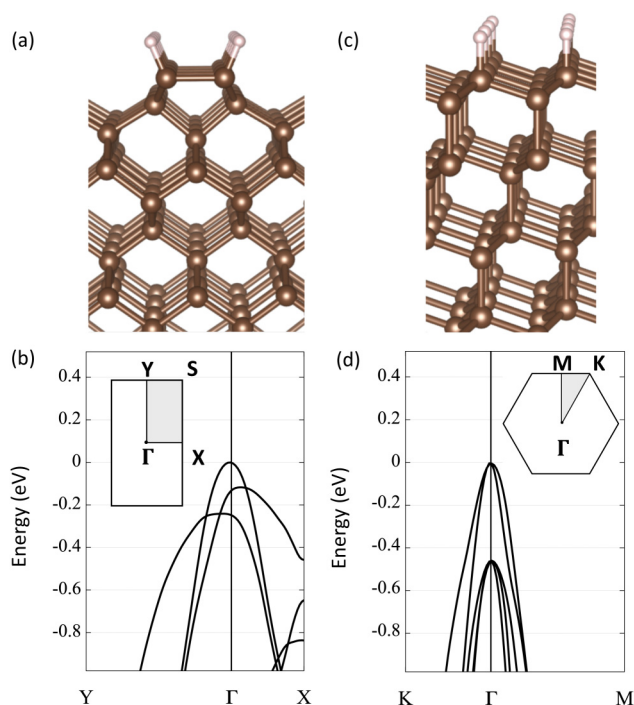 (a)
(c)
(b)
Y S
Γ X
0.4
0.2
0
-0.2
-0.4
-0.6
-0.8
Energy (eV)
Y Γ X
(d)
M K
Γ
0.4
0.2
0
-0.2
-0.4
-0.6
-0.8
Energy (eV)
K Γ M